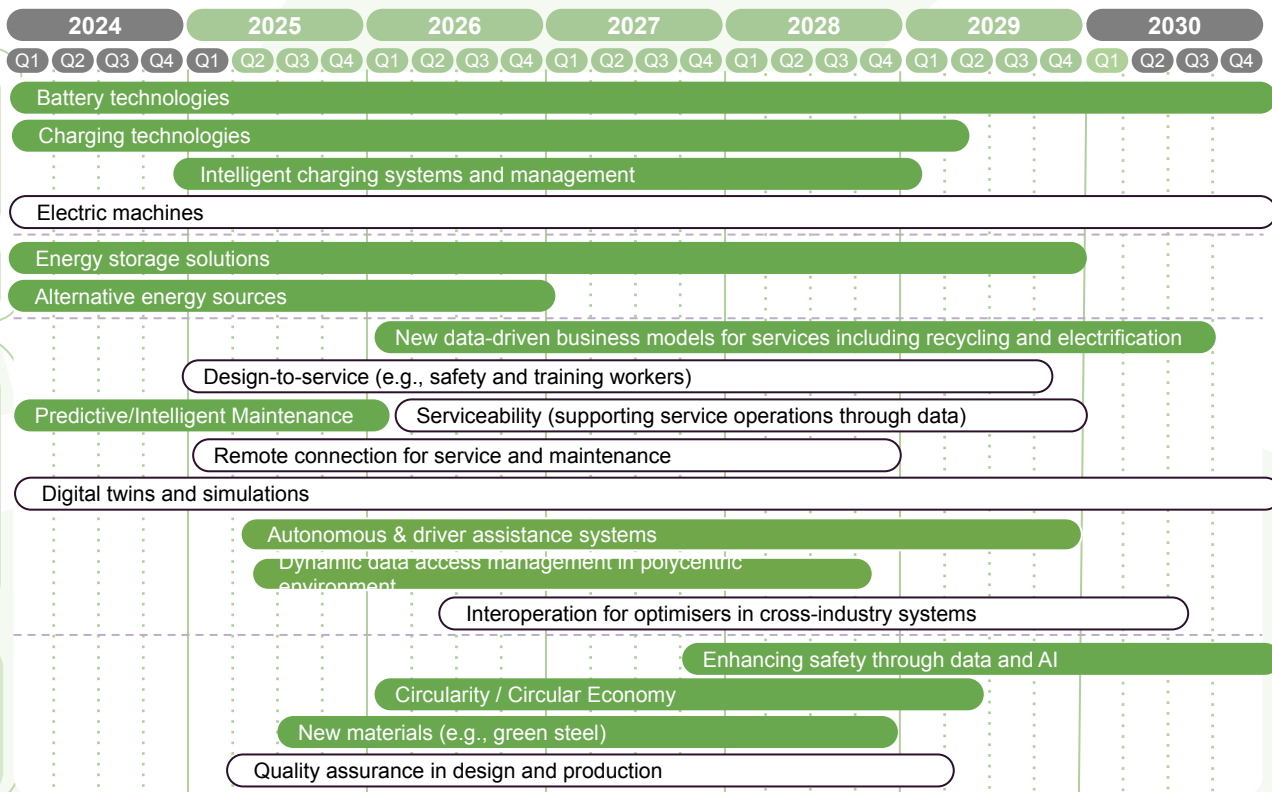 2024 2025 2026 2027 2028 2029 2030
Q1 Q2 Q3 Q4 Q1 Q2 Q3 Q4 Q1 Q2 Q3 Q4 Q1 Q2 Q3 Q4 Q1 Q2 Q3 Q4 Q1 Q2 Q3 Q4 Q1 Q2 Q3 Q4
Battery technologies
Charging technologies
Intelligent charging systems and management
Electric machines
Energy storage solutions
Alternative energy sources
New data-driven business models for services including recycling and electrification
Design-to-service (e.g., safety and training workers)
Predictive/Intelligent Maintenance Serviceability (supporting service operations through data)
Remote connection for service and maintenance
Digital twins and simulations
Autonomous & driver assistance systems
Dynamic data access management in polycentric
environment
Interoperation for optimisers in cross-industry systems
Enhancing safety through data and AI
Circularity / Circular Economy
New materials (e.g., green steel)
Quality assurance in design and production